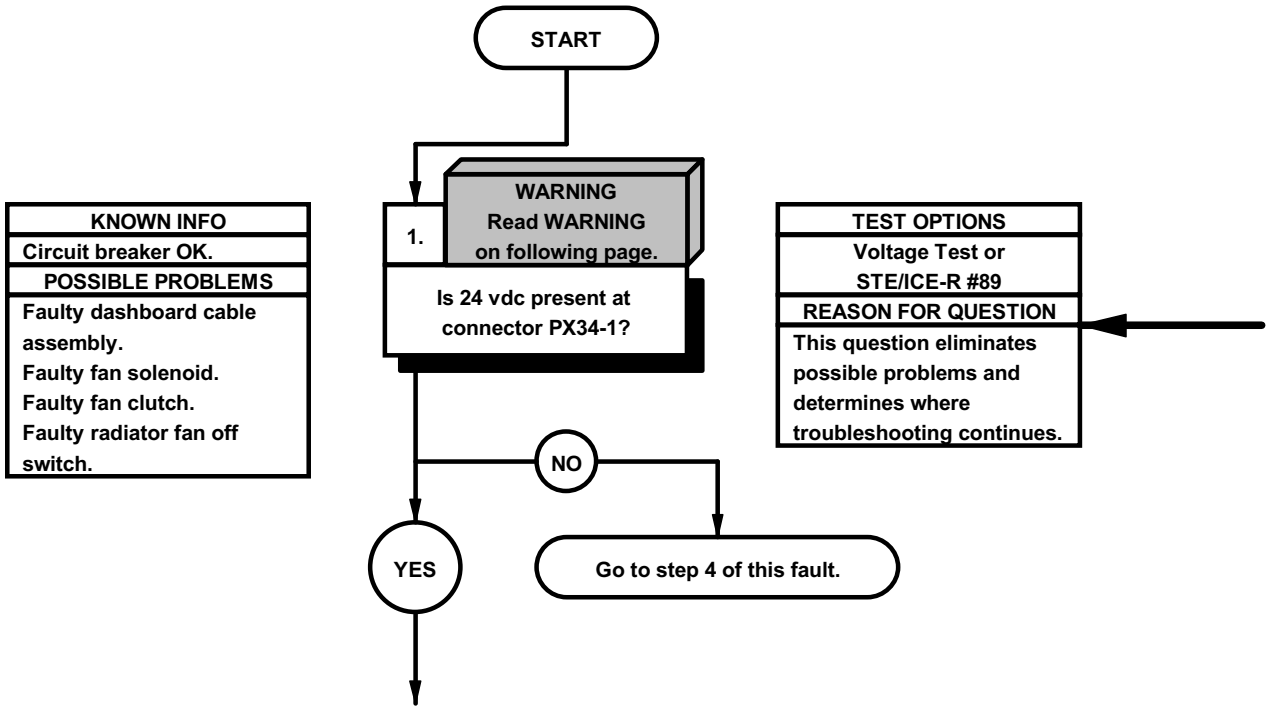 START
KNOWN INFO
Circuit breaker OK.
POSSIBLE PROBLEMS
Faulty dashboard cable
assembly.
Faulty fan solenoid.
Faulty fan clutch.
Faulty radiator fan off
switch.
1.
WARNING
Read WARNING
on following page.
Is 24 vdc present at
connector PX34-1?
TEST OPTIONS
Voltage Test or
STE/ICE-R #89
REASON FOR QUESTION
This question eliminates
possible problems and
determines where
troubleshooting continues.
NO
YES
Go to step 4 of this fault.